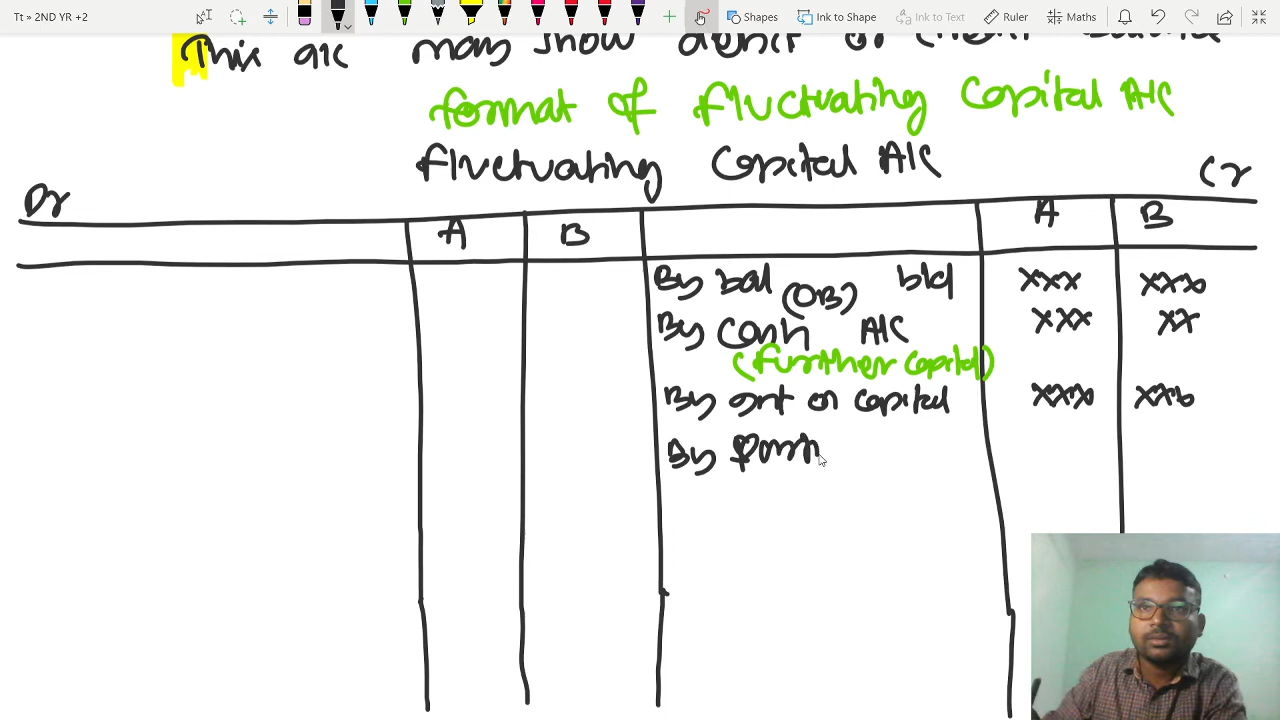 Tt » 2ND YR +2
Shapes Ink to Shape Ink to Text Ruler Maths
This a/c may show debit or credit
format of fluctuating Capital A/C
fluctuating Capital A/C
Dr Cr
A B A B
By bal (OB) b/d xxx xxx
By Cash A/C xxx xx
(further capital)
By Int on capital xxx xxx
By